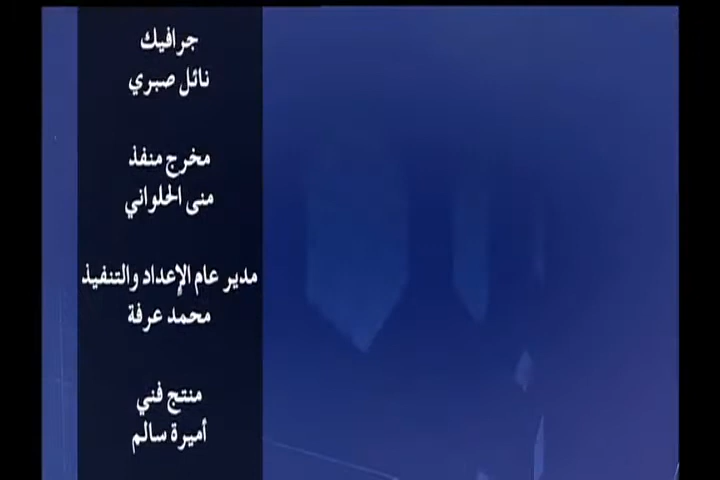 جرافيك
نائل صبري
مخرج منفذ
منى الحلواني
مدير عام الإعداد والتنفيذ
محمد عرفة
منتج فني
أميرة سالم